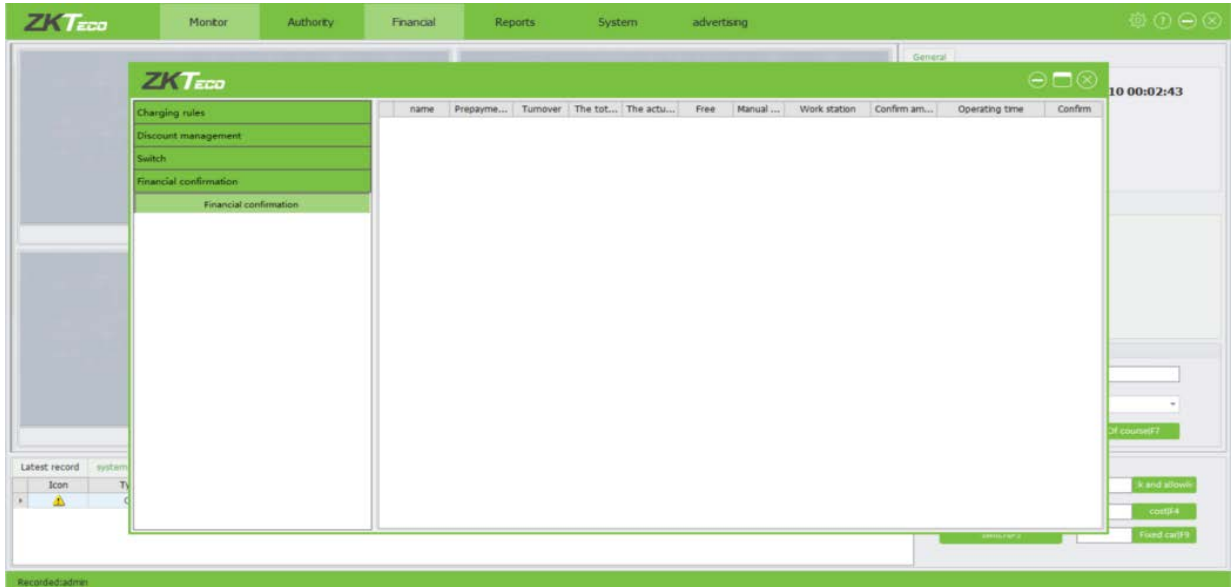 ZKTECO Monitor Authority Financial Reports System advertising
General
ZKTECO
10 00:02:43
Charging rules
Discount management
Switch
Financial confirmation
Financial confirmation
name Prepayme... Turnover The tot... The actu... Free Manual ... Work station Confirm am... Operating time Confirm
Of course|F7
Latest record system
Icon Ty
k and allowi
cost|F4
Fixed car|F9
Recorded:admin